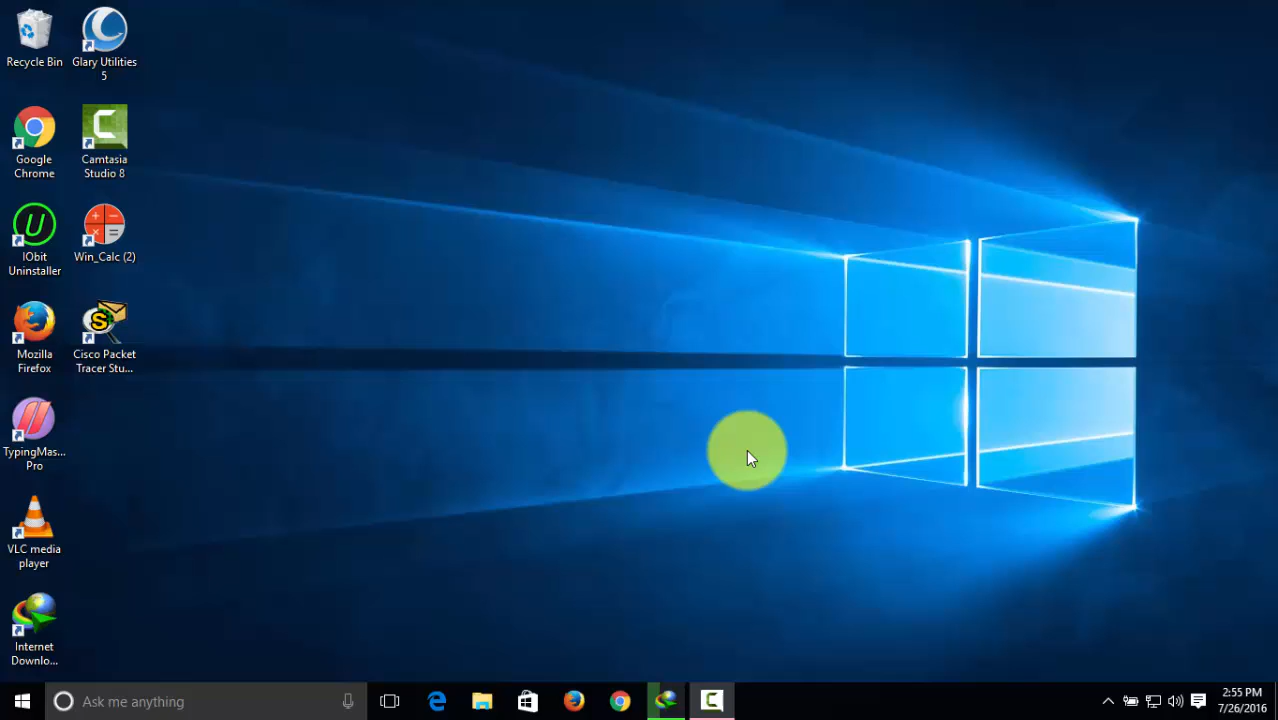 Recycle Bin
Glary Utilities
5
Google
Chrome
Camtasia
Studio 8
IObit
Uninstaller
Win_Calc (2)
Mozilla
Firefox
Cisco Packet
Tracer Stu...
TypingMas...
Pro
VLC media
player
Internet
Downlo...
Ask me anything
2:55 PM
7/26/2016